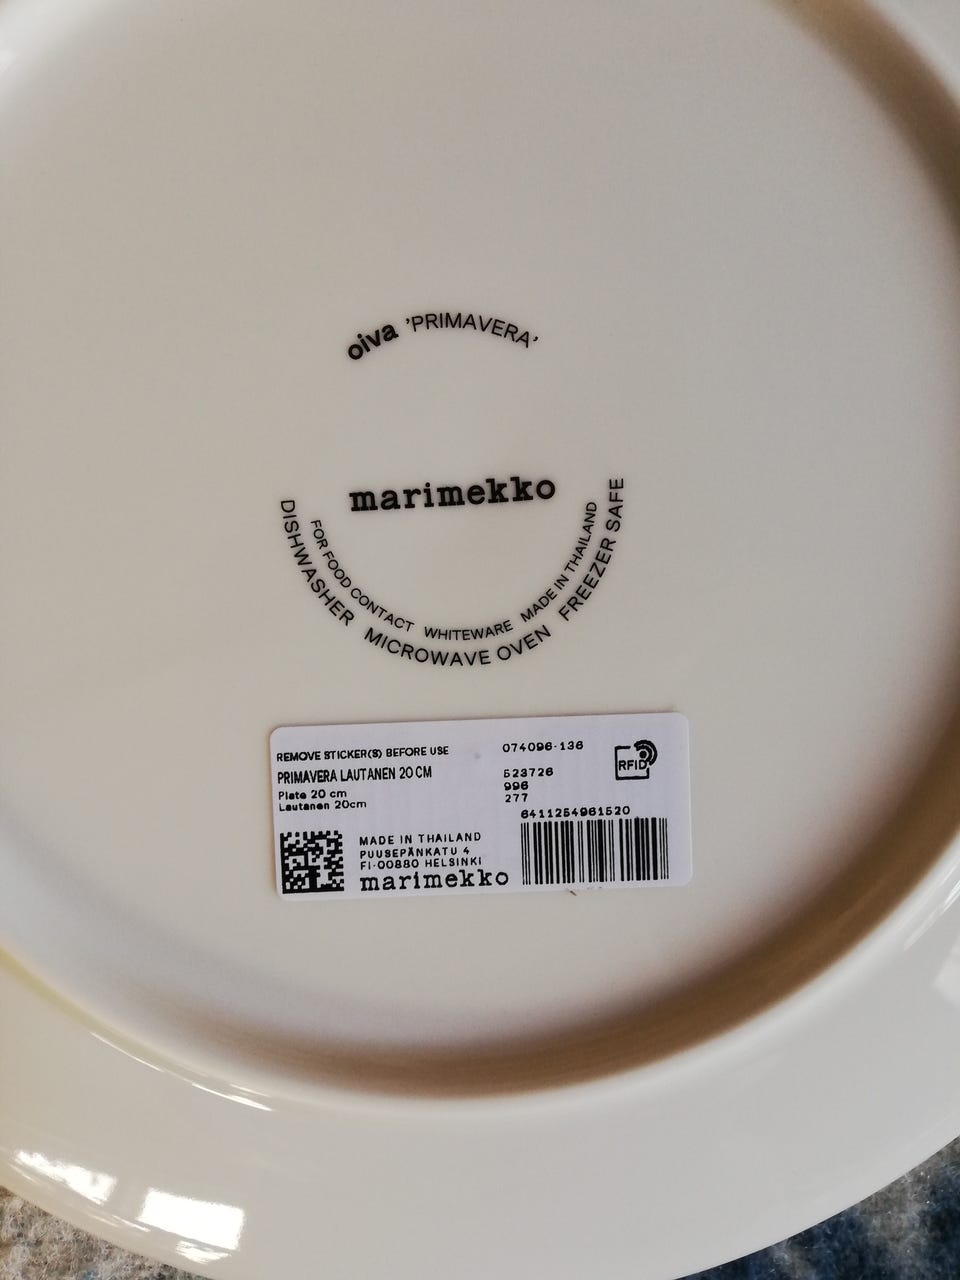 oiva 'PRIMAVERA'
marimekko
FOR FOOD CONTACT WHITEWARE MADE IN THAILAND
DISHWASHER MICROWAVE OVEN FREEZER SAFE
REMOVE STICKER(S) BEFORE USE
074096-136
PRIMAVERA LAUTANEN 20 CM
523726
Plate 20 cm
996
Lautanen 20cm
277
RFID
6411254961520
MADE IN THAILAND
PUUSEPÄNKATU 4
FI-00880 HELSINKI
marimekko